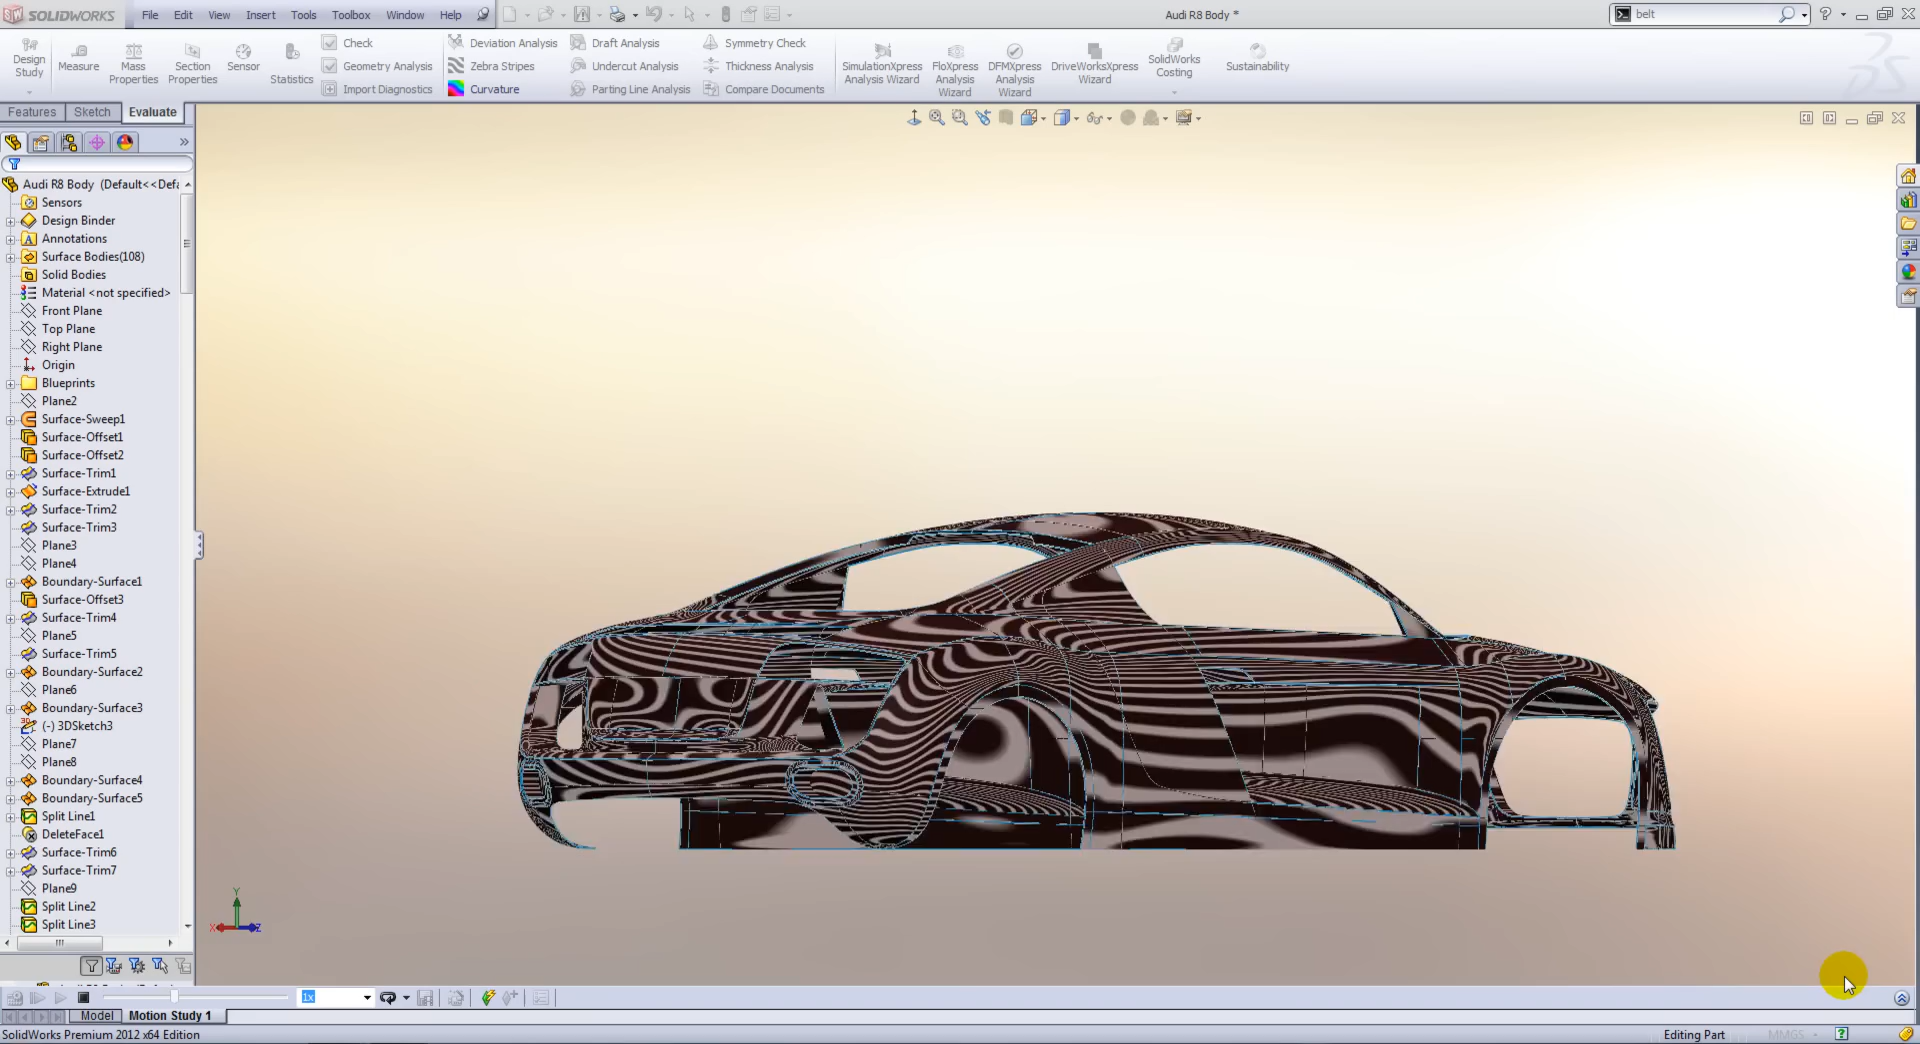 SOLIDWORKS File Edit View Insert Tools Toolbox Window Help Audi R8 Body * belt
Design Study
Measure
Mass Properties
Section Properties
Sensor
Statistics
Check
Geometry Analysis
Import Diagnostics
Deviation Analysis
Zebra Stripes
Curvature
Draft Analysis
Undercut Analysis
Parting Line Analysis
Symmetry Check
Thickness Analysis
Compare Documents
SimulationXpress
Analysis Wizard
FloXpress
Analysis
Wizard
DFMXpress
Analysis
Wizard
DriveWorksXpress
Wizard
SolidWorks
Costing
Sustainability
Features Sketch Evaluate
Audi R8 Body (Default<<Defa
Sensors
Design Binder
Annotations
Surface Bodies(108)
Solid Bodies
Material <not specified>
Front Plane
Top Plane
Right Plane
Origin
Blueprints
Plane2
Surface-Sweep1
Surface-Offset1
Surface-Offset2
Surface-Trim1
Surface-Extrude1
Surface-Trim2
Surface-Trim3
Plane3
Plane4
Boundary-Surface1
Surface-Offset3
Surface-Trim4
Plane5
Surface-Trim5
Boundary-Surface2
Plane6
Boundary-Surface3
(-) 3DSketch3
Plane7
Plane8
Boundary-Surface4
Boundary-Surface5
Split Line1
DeleteFace1
Surface-Trim6
Surface-Trim7
Plane9
Split Line2
Split Line3
Y
X Z
1x
Model Motion Study 1
SolidWorks Premium 2012 x64 Edition Editing Part MMGS